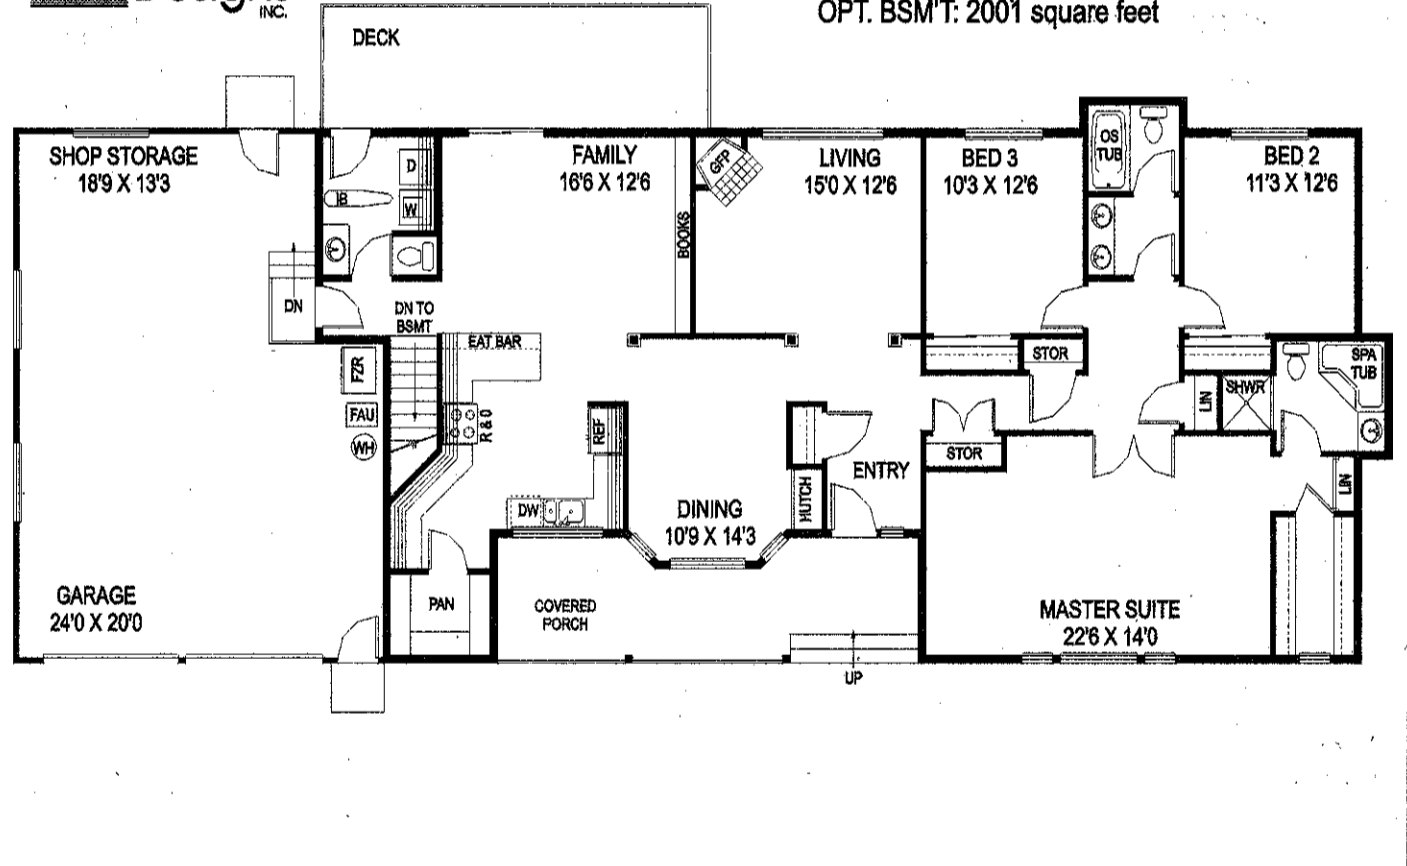 INC.
OPT. BSM'T: 2001 square feet
DECK
SHOP STORAGE
18'9 X 13'3
D
IB
W
FAMILY
16'6 X 12'6
BOOKS
GFP
LIVING
15'0 X 12'6
BED 3
10'3 X 12'6
OS
TUB
BED 2
11'3 X 12'6
DN
DN TO
BSMT
EAT BAR
FZR
FAU
WH
R & O
REF
DW
STOR
STOR
LIN
SHWR
SPA
TUB
LIN
HUTCH
ENTRY
DINING
10'9 X 14'3
GARAGE
24'0 X 20'0
PAN
COVERED
PORCH
UP
MASTER SUITE
22'6 X 14'0